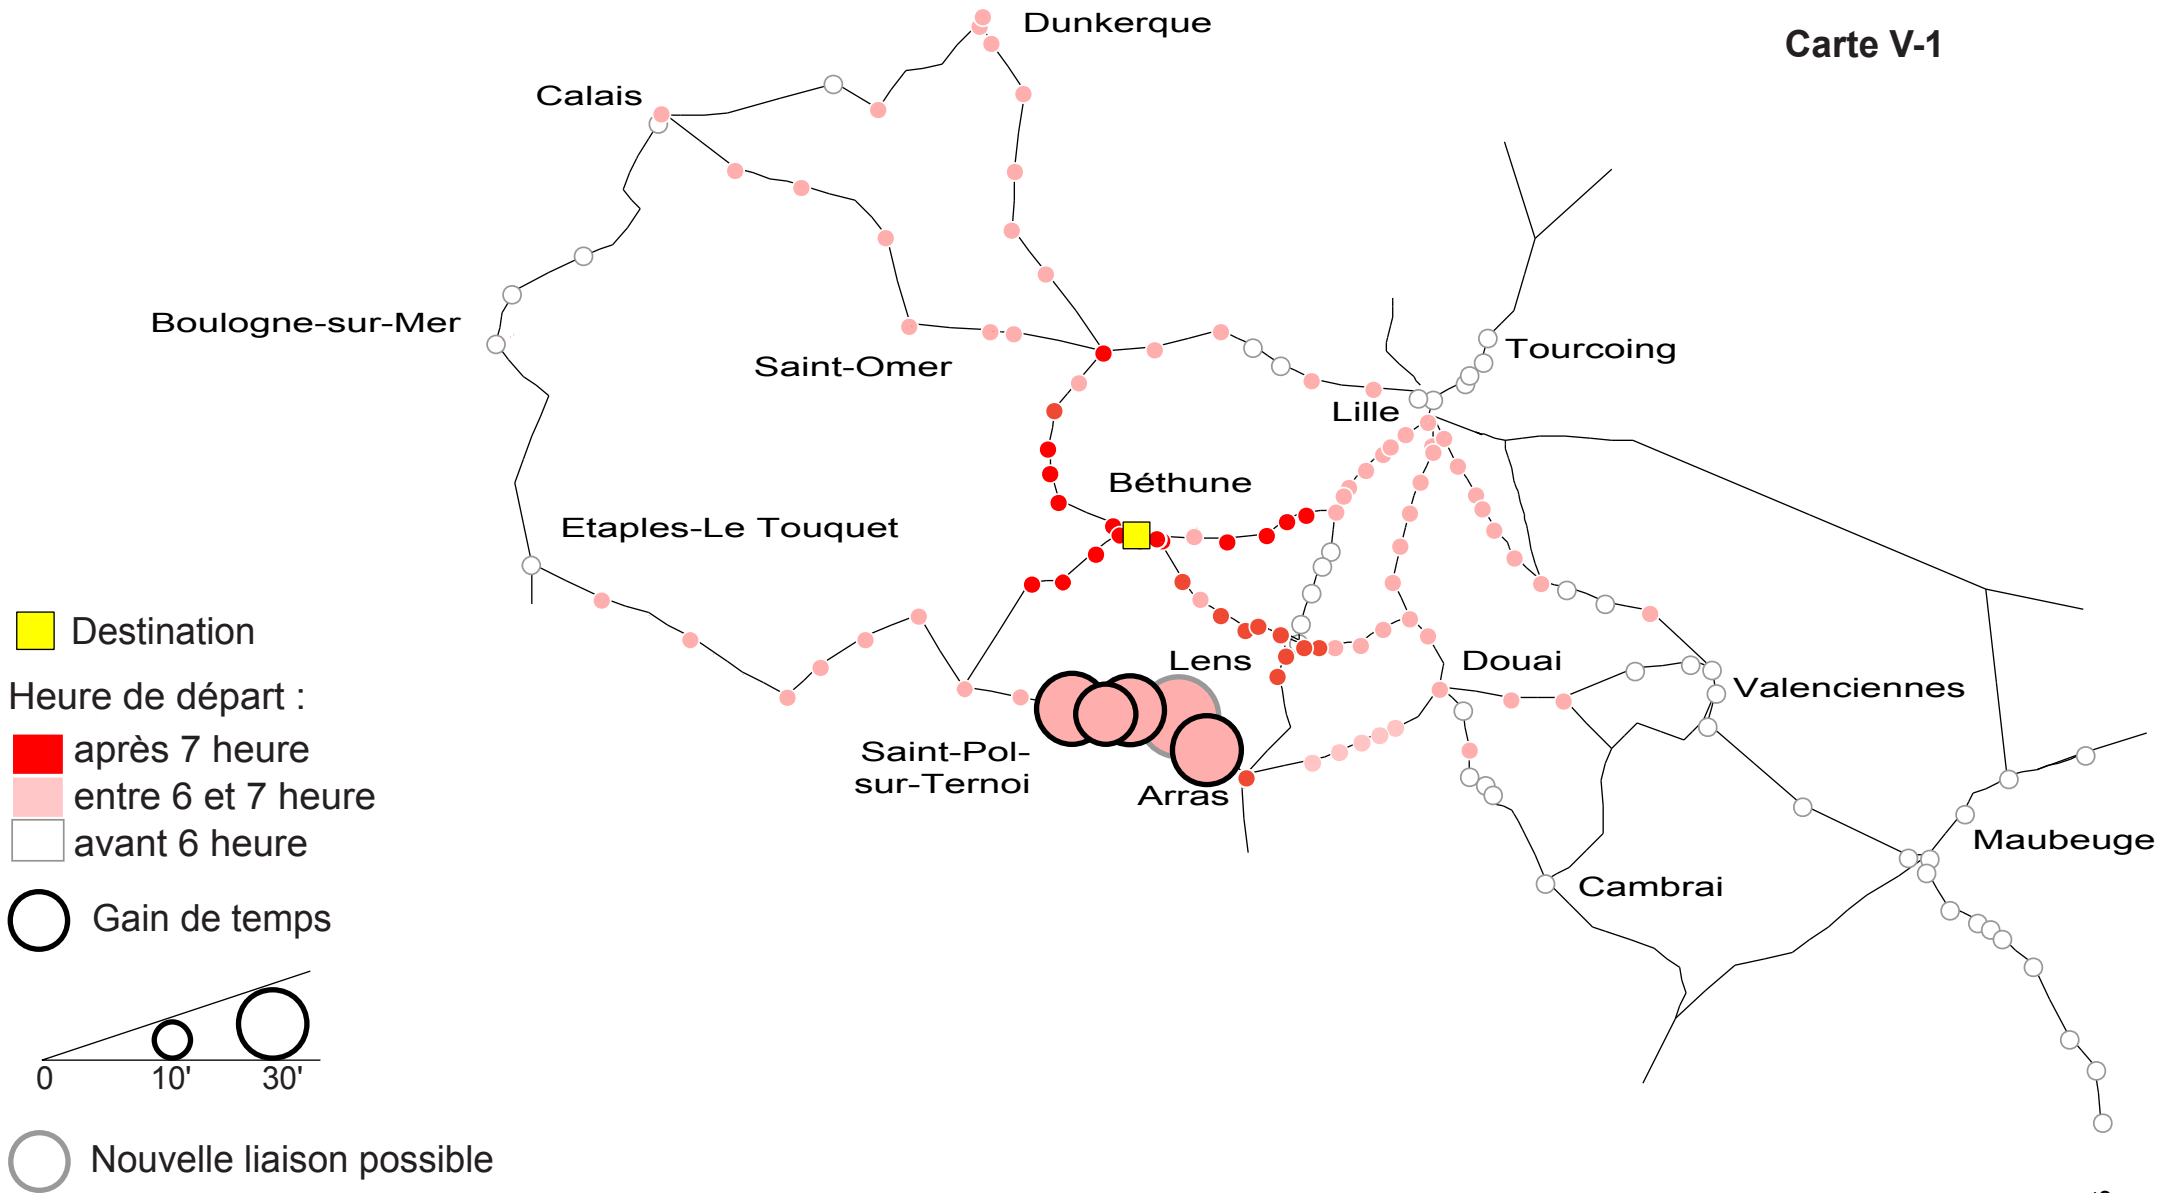 Dunkerque
Carte V-1
Calais
Boulogne-sur-Mer
Tourcoing
Saint-Omer
Lille
Béthune
Etaples-Le Touquet
Destination
Lens
Douai
Valenciennes
Heure de départ :
après 7 heure
Saint-Pol-
sur-Ternoi
entre 6 et 7 heure
Arras
avant 6 heure
Maubeuge
Cambrai
Gain de temps
0 10' 30'
Nouvelle liaison possible